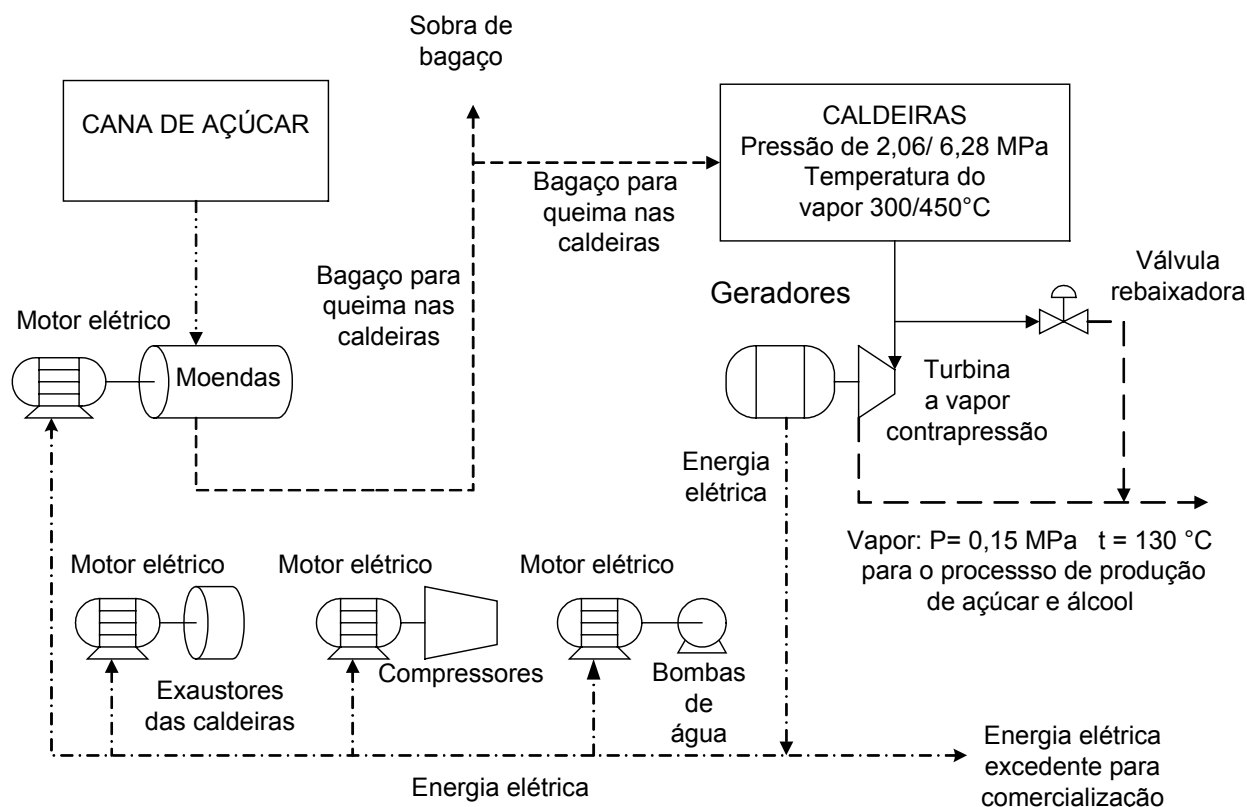 Sobra de
bagaço
CANA DE AÇÚCAR
CALDEIRAS
Pressão de 2,06/ 6,28 MPa
Temperatura do
vapor 300/450°C
Bagaço para
queima nas
caldeiras
Bagaço para
queima nas
caldeiras
Válvula
rebaixadora
Geradores
Motor elétrico
Moendas
Turbina
a vapor
contrapressão
Energia
elétrica
Vapor: P= 0,15 MPa t = 130 °C
para o processso de produção
de açúcar e álcool
Motor elétrico
Motor elétrico
Motor elétrico
Exaustores
das caldeiras
Compressores
Bombas
de
água
Energia elétrica
Energia elétrica
excedente para
comercialização